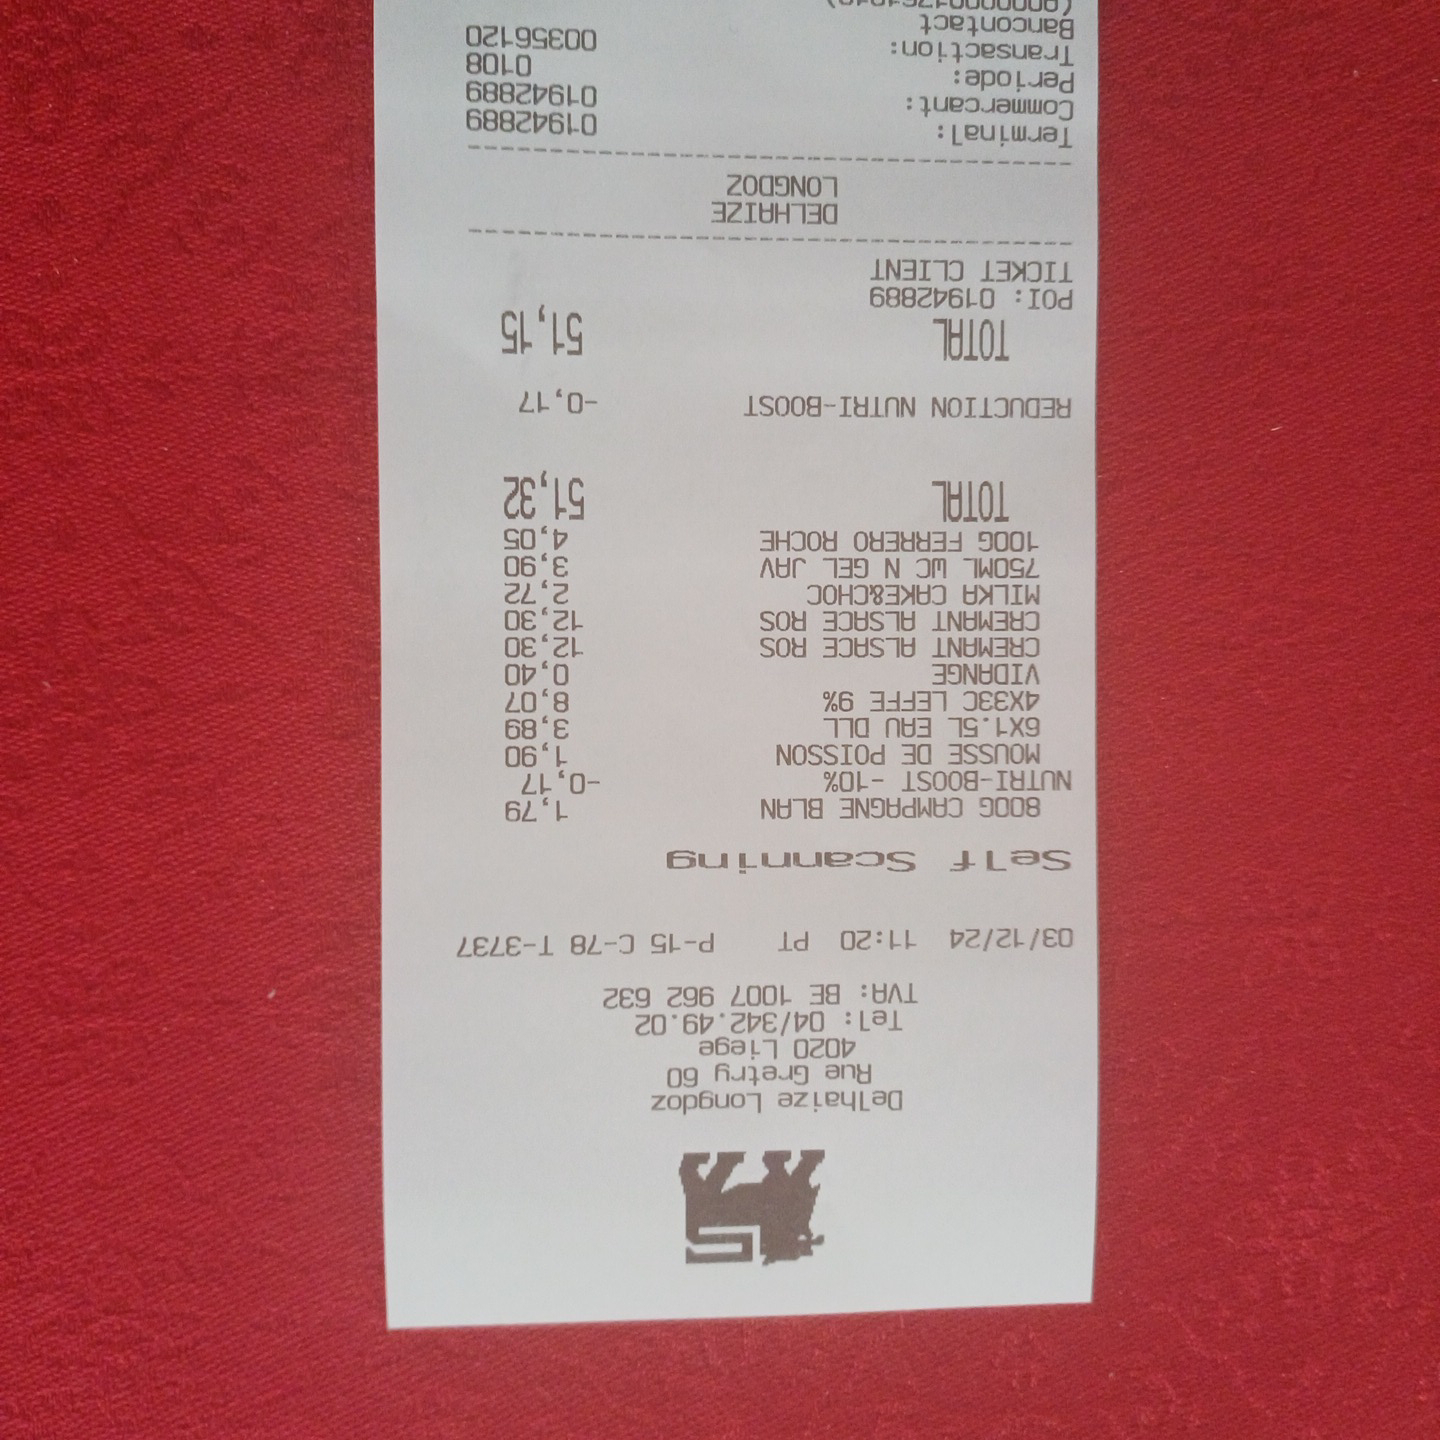 Delhaize Longdoz
Rue Gretry 60
4020 Liege
Tel: 04/342.49.02
TVA: BE 1007 962 632
03/12/24 11:20 PT P-15 C-78 T-3737
Self Scanning
800G CAMPAGNE BLAN 1,79
NUTRI-BOOST -10% -0,17
MOUSSE DE POISSON 1,90
6X1.5L EAU DLL 3,89
4X33C LEFFE 9% 8,07
VIDANGE 0,40
CREMANT ALSACE ROS 12,30
CREMANT ALSACE ROS 12,30
MILKA CAKE&CHOC 2,72
750ML WC N GEL JAV 3,90
100G FERRERO ROCHE 4,05
TOTAL 51,32
REDUCTION NUTRI-BOOST -0,17
TOTAL 51,15
POI: 01942889
TICKET CLIENT
DELHAIZE
LONGDOZ
Terminal: 01942889
Commercant: 01942889
Periode: 0108
Transaction: 00356120
Bancontact